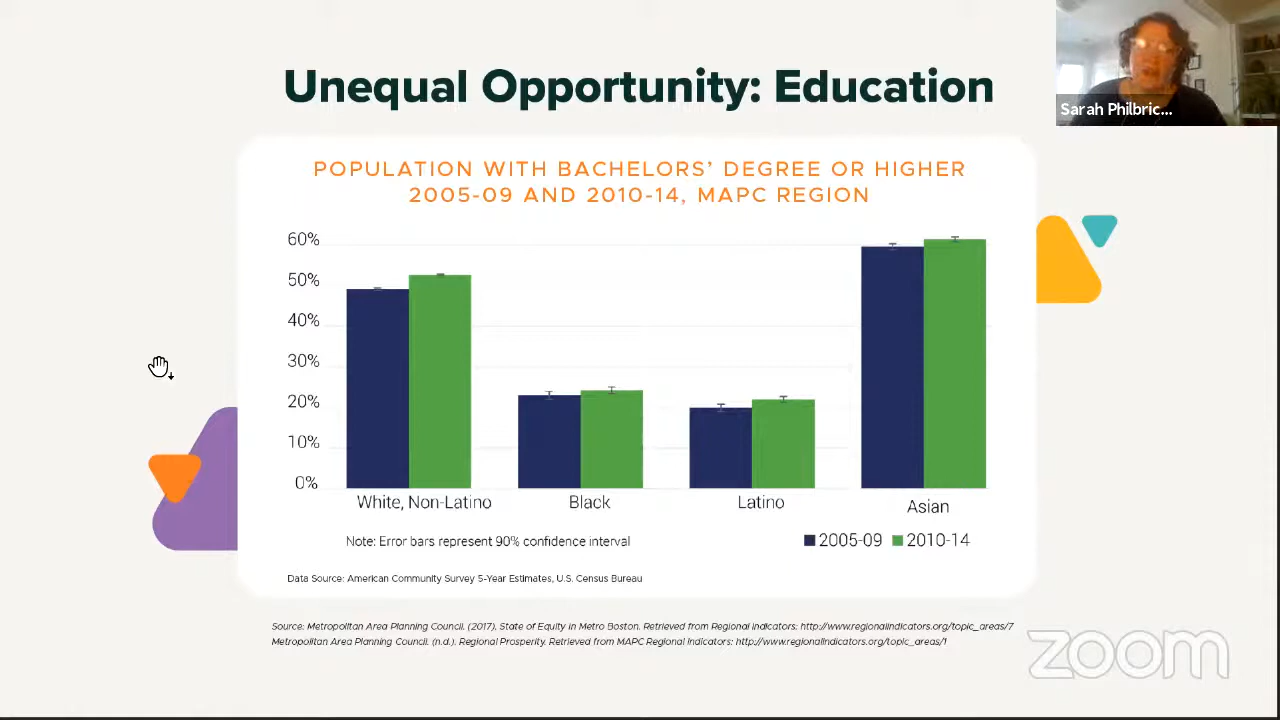 Unequal Opportunity: Education
Sarah Philbric...
POPULATION WITH BACHELORS' DEGREE OR HIGHER
2005-09 AND 2010-14, MAPC REGION
60%
50%
40%
30%
20%
10%
0%
White, Non-Latino
Black
Latino
Asian
Note: Error bars represent 90% confidence interval
2005-09
2010-14
Data Source: American Community Survey 5-Year Estimates, U.S. Census Bureau
Source: Metropolitan Area Planning Council. (2017). State of Equity in Metro Boston. Retrieved from Regional Indicators: http://www.regionalindicators.org/topic_areas/7
Metropolitan Area Planning Council. (n.d.). Regional Prosperity. Retrieved from MAPC Regional Indicators: http://www.regionalindicators.org/topic_areas/1
zoom